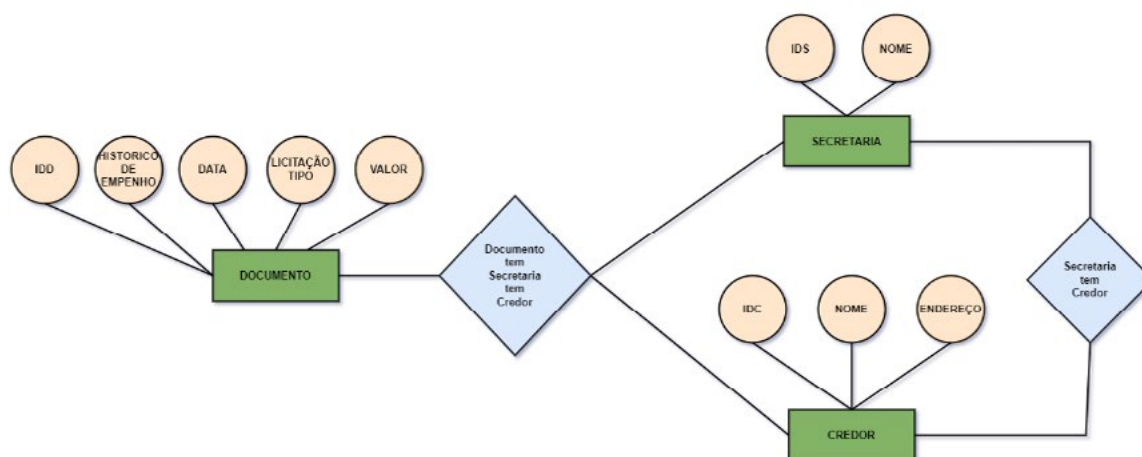 IDS
NOME
SECRETARIA
IDD
HISTORICO
DE
EMPENHO
DATA
LICITAÇÃO
TIPO
VALOR
DOCUMENTO
Documento
tem
Secretaria
tem
Credor
Secretaria
tem
Credor
IDC
NOME
ENDEREÇO
CREDOR